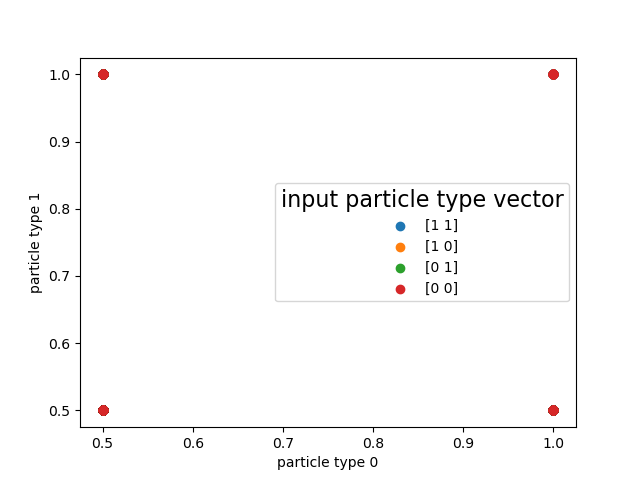 1.0
0.9
0.8
0.7
0.6
0.5
particle type 1
input particle type vector
[1 1]
[1 0]
[0 1]
[0 0]
0.5 0.6 0.7 0.8 0.9 1.0
particle type 0